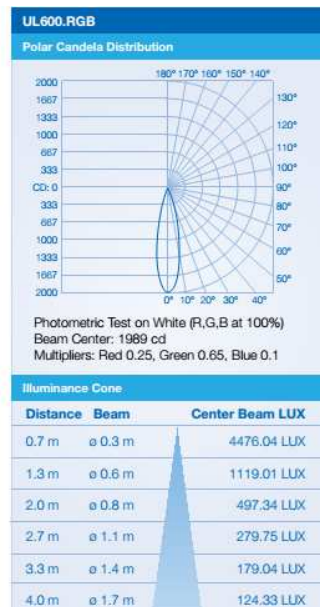 UL600.RGB
Polar Candela Distribution
180° 170° 160° 150° 140°
2000
1667
1333
1000
667
333
CD: 0
333
667
1000
1333
1667
2000
130°
120°
110°
100°
90°
80°
70°
60°
50°
0° 10° 20° 30° 40°
Photometric Test on White (R,G,B at 100%)
Beam Center: 1989 cd
Multipliers: Red 0.25, Green 0.65, Blue 0.1
Illuminance Cone
Distance Beam Center Beam LUX
0.7 m ø 0.3 m 4476.04 LUX
1.3 m ø 0.6 m 1119.01 LUX
2.0 m ø 0.8 m 497.34 LUX
2.7 m ø 1.1 m 279.75 LUX
3.3 m ø 1.4 m 179.04 LUX
4.0 m ø 1.7 m 124.33 LUX